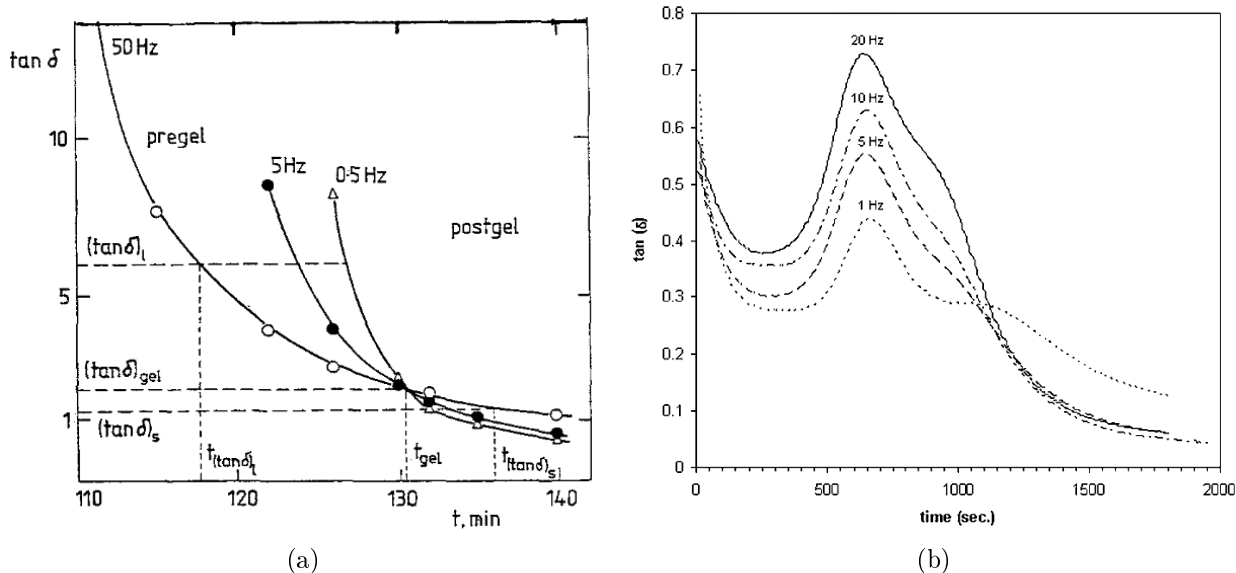 50 Hz
tan δ
pregel
10
5Hz
0·5 Hz
postgel
(tanδ)l
5
(tanδ)gel
1
(tanδ)s
t(tanδ)l
tgel
t(tanδ)s
110
120
130
140
t, min
(a)
0.8
0.7
0.6
0.5
0.4
0.3
0.2
0.1
0
tan (δ)
20 Hz
10 Hz
5 Hz
1 Hz
0
500
1000
1500
2000
time (sec.)
(b)